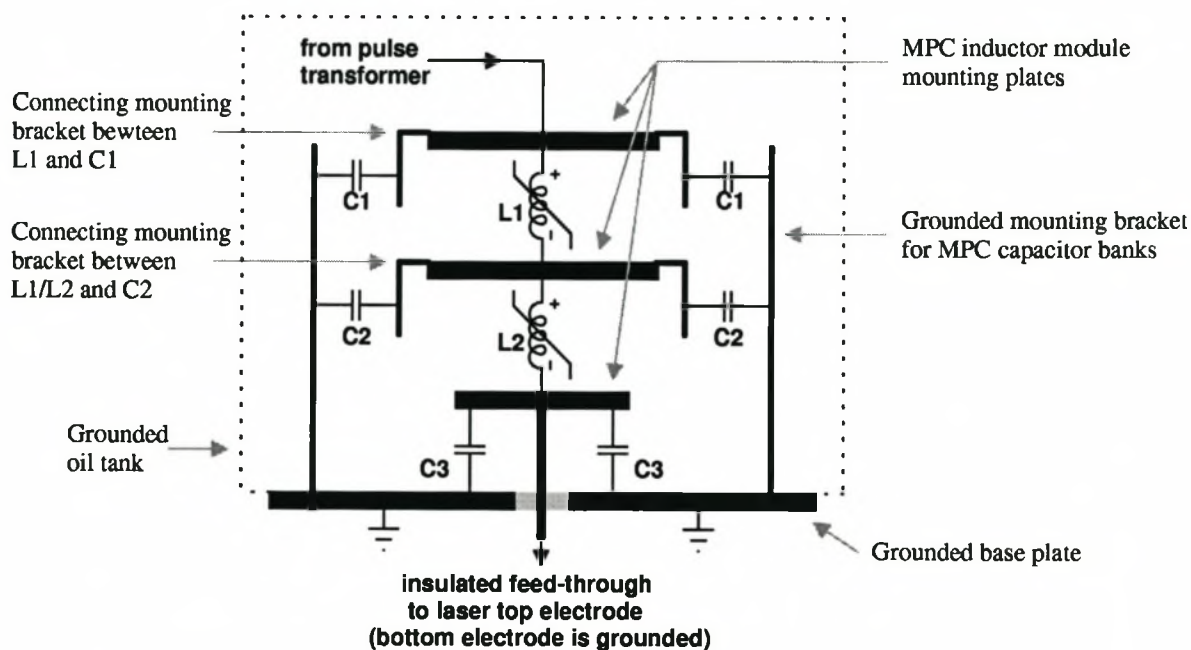 from pulse
transformer
MPC inductor module
mounting plates
Connecting mounting
bracket bewteen
L1 and C1
C1
+
L1
-
C1
Grounded mounting bracket
for MPC capacitor banks
Connecting mounting
bracket between
L1/L2 and C2
C2
+
L2
-
C2
Grounded
oil tank
C3
C3
Grounded base plate
insulated feed-through
to laser top electrode
(bottom electrode is grounded)